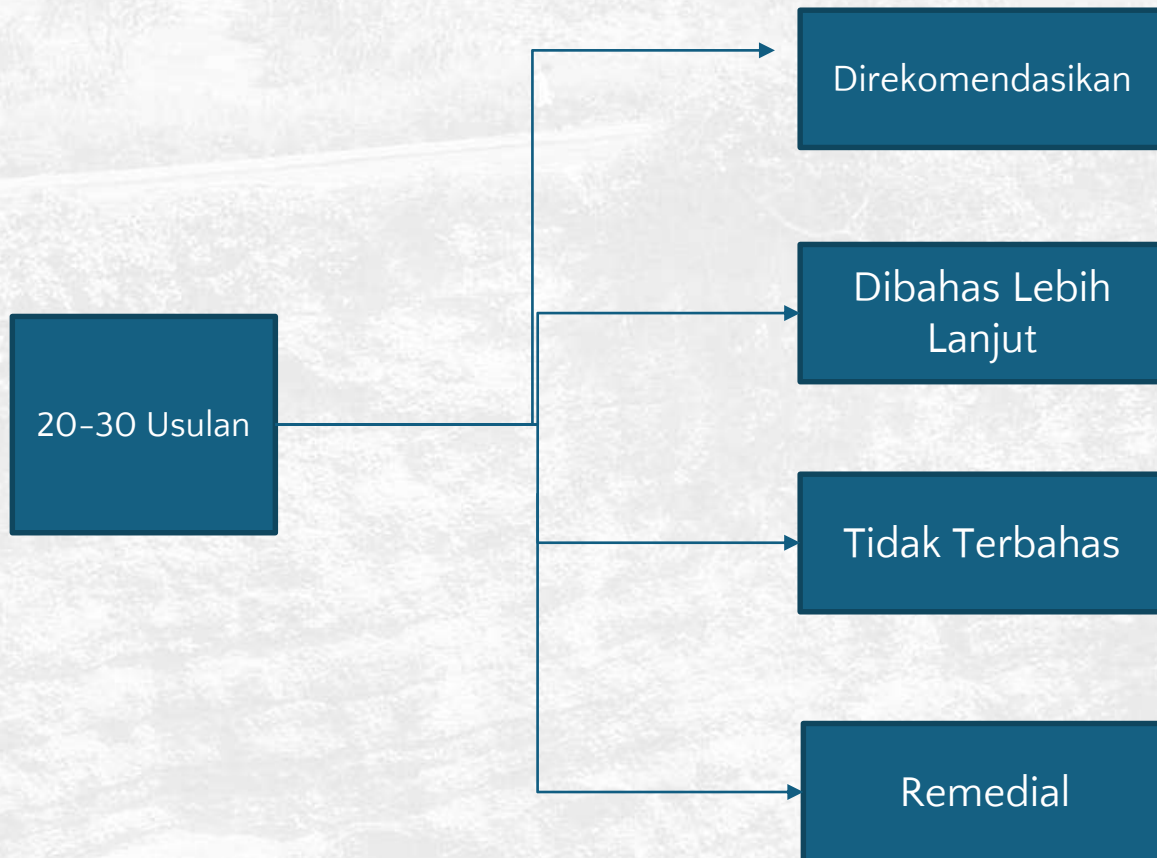 Direkomendasikan
Dibahas Lebih
Lanjut
20-30 Usulan
Tidak Terbahas
Remedial